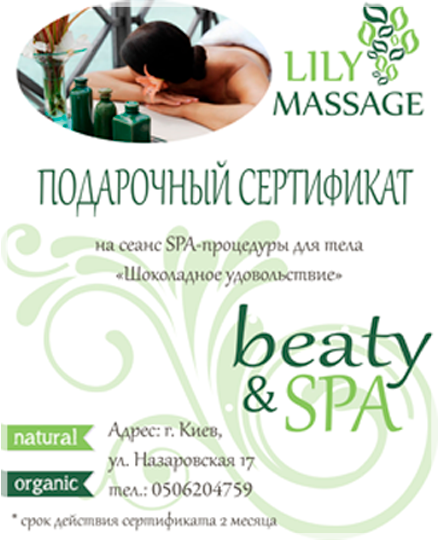 LILY
MASSAGE
ПОДАРОЧНЫЙ СЕРТИФИКАТ
на сеанс SPA-процедуры для тела
«Шоколадное удовольствие»
beaty
& SPA
natural
organic
Адрес: г. Киев,
ул. Назаровская 17
тел.: 0506204759
* срок действия сертификата 2 месяца